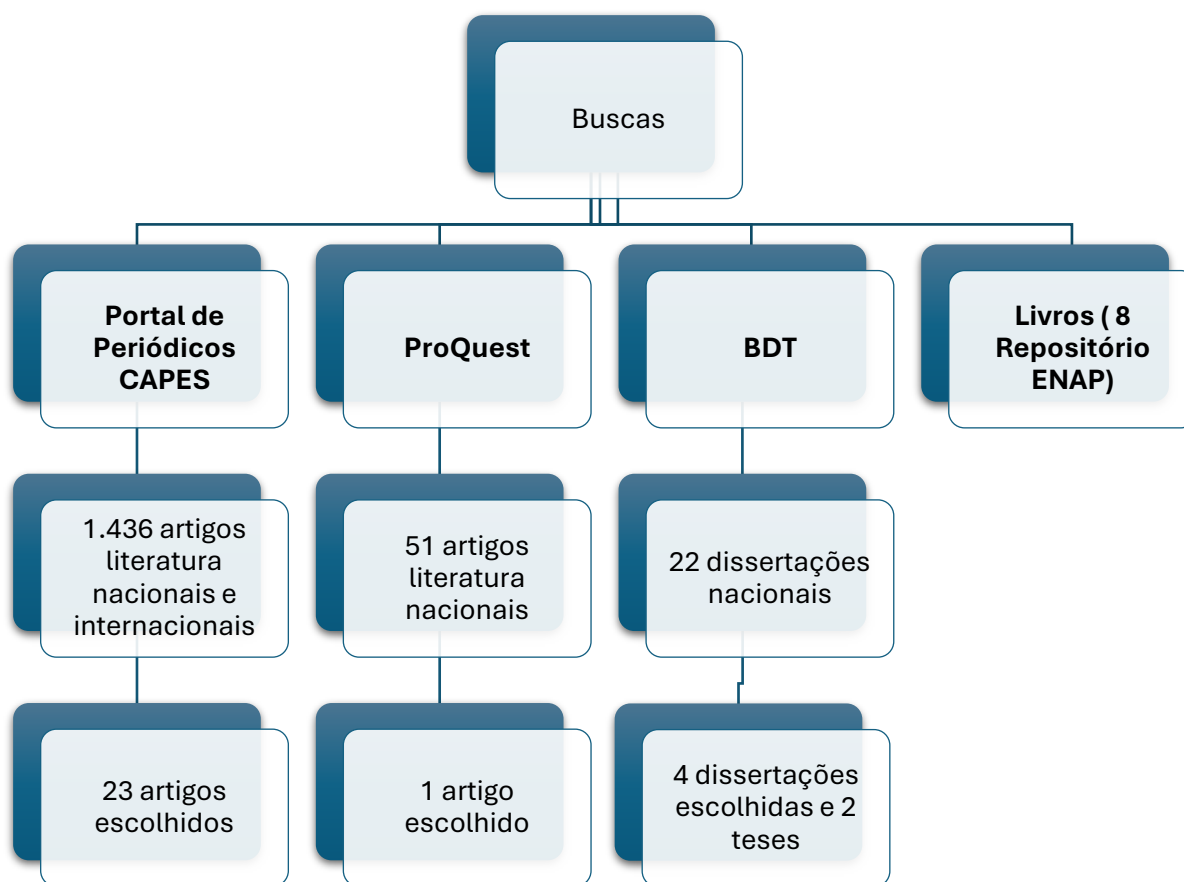 Buscas
Portal de
Periódicos
CAPES
ProQuest
BDT
Livros ( 8
Repositório
ENAP)
1.436 artigos
literatura
nacionais e
internacionais
51 artigos
literatura
nacionais
22 dissertações
nacionais
23 artigos
escolhidos
1 artigo
escolhido
4 dissertações
escolhidas e 2
teses